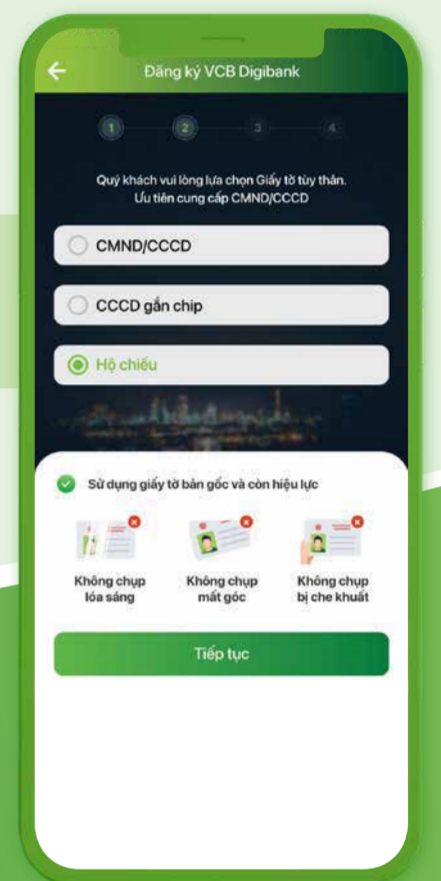 Đăng ký VCB Digibank
1 2 3 4
Quý khách vui lòng lựa chọn Giấy tờ tùy thân.
Ưu tiên cung cấp CMND/CCCD
CMND/CCCD
CCCD gắn chip
Hộ chiếu
Sử dụng giấy tờ bản gốc và còn hiệu lực
Không chụp lóa sáng
Không chụp mất góc
Không chụp bị che khuất
Tiếp tục